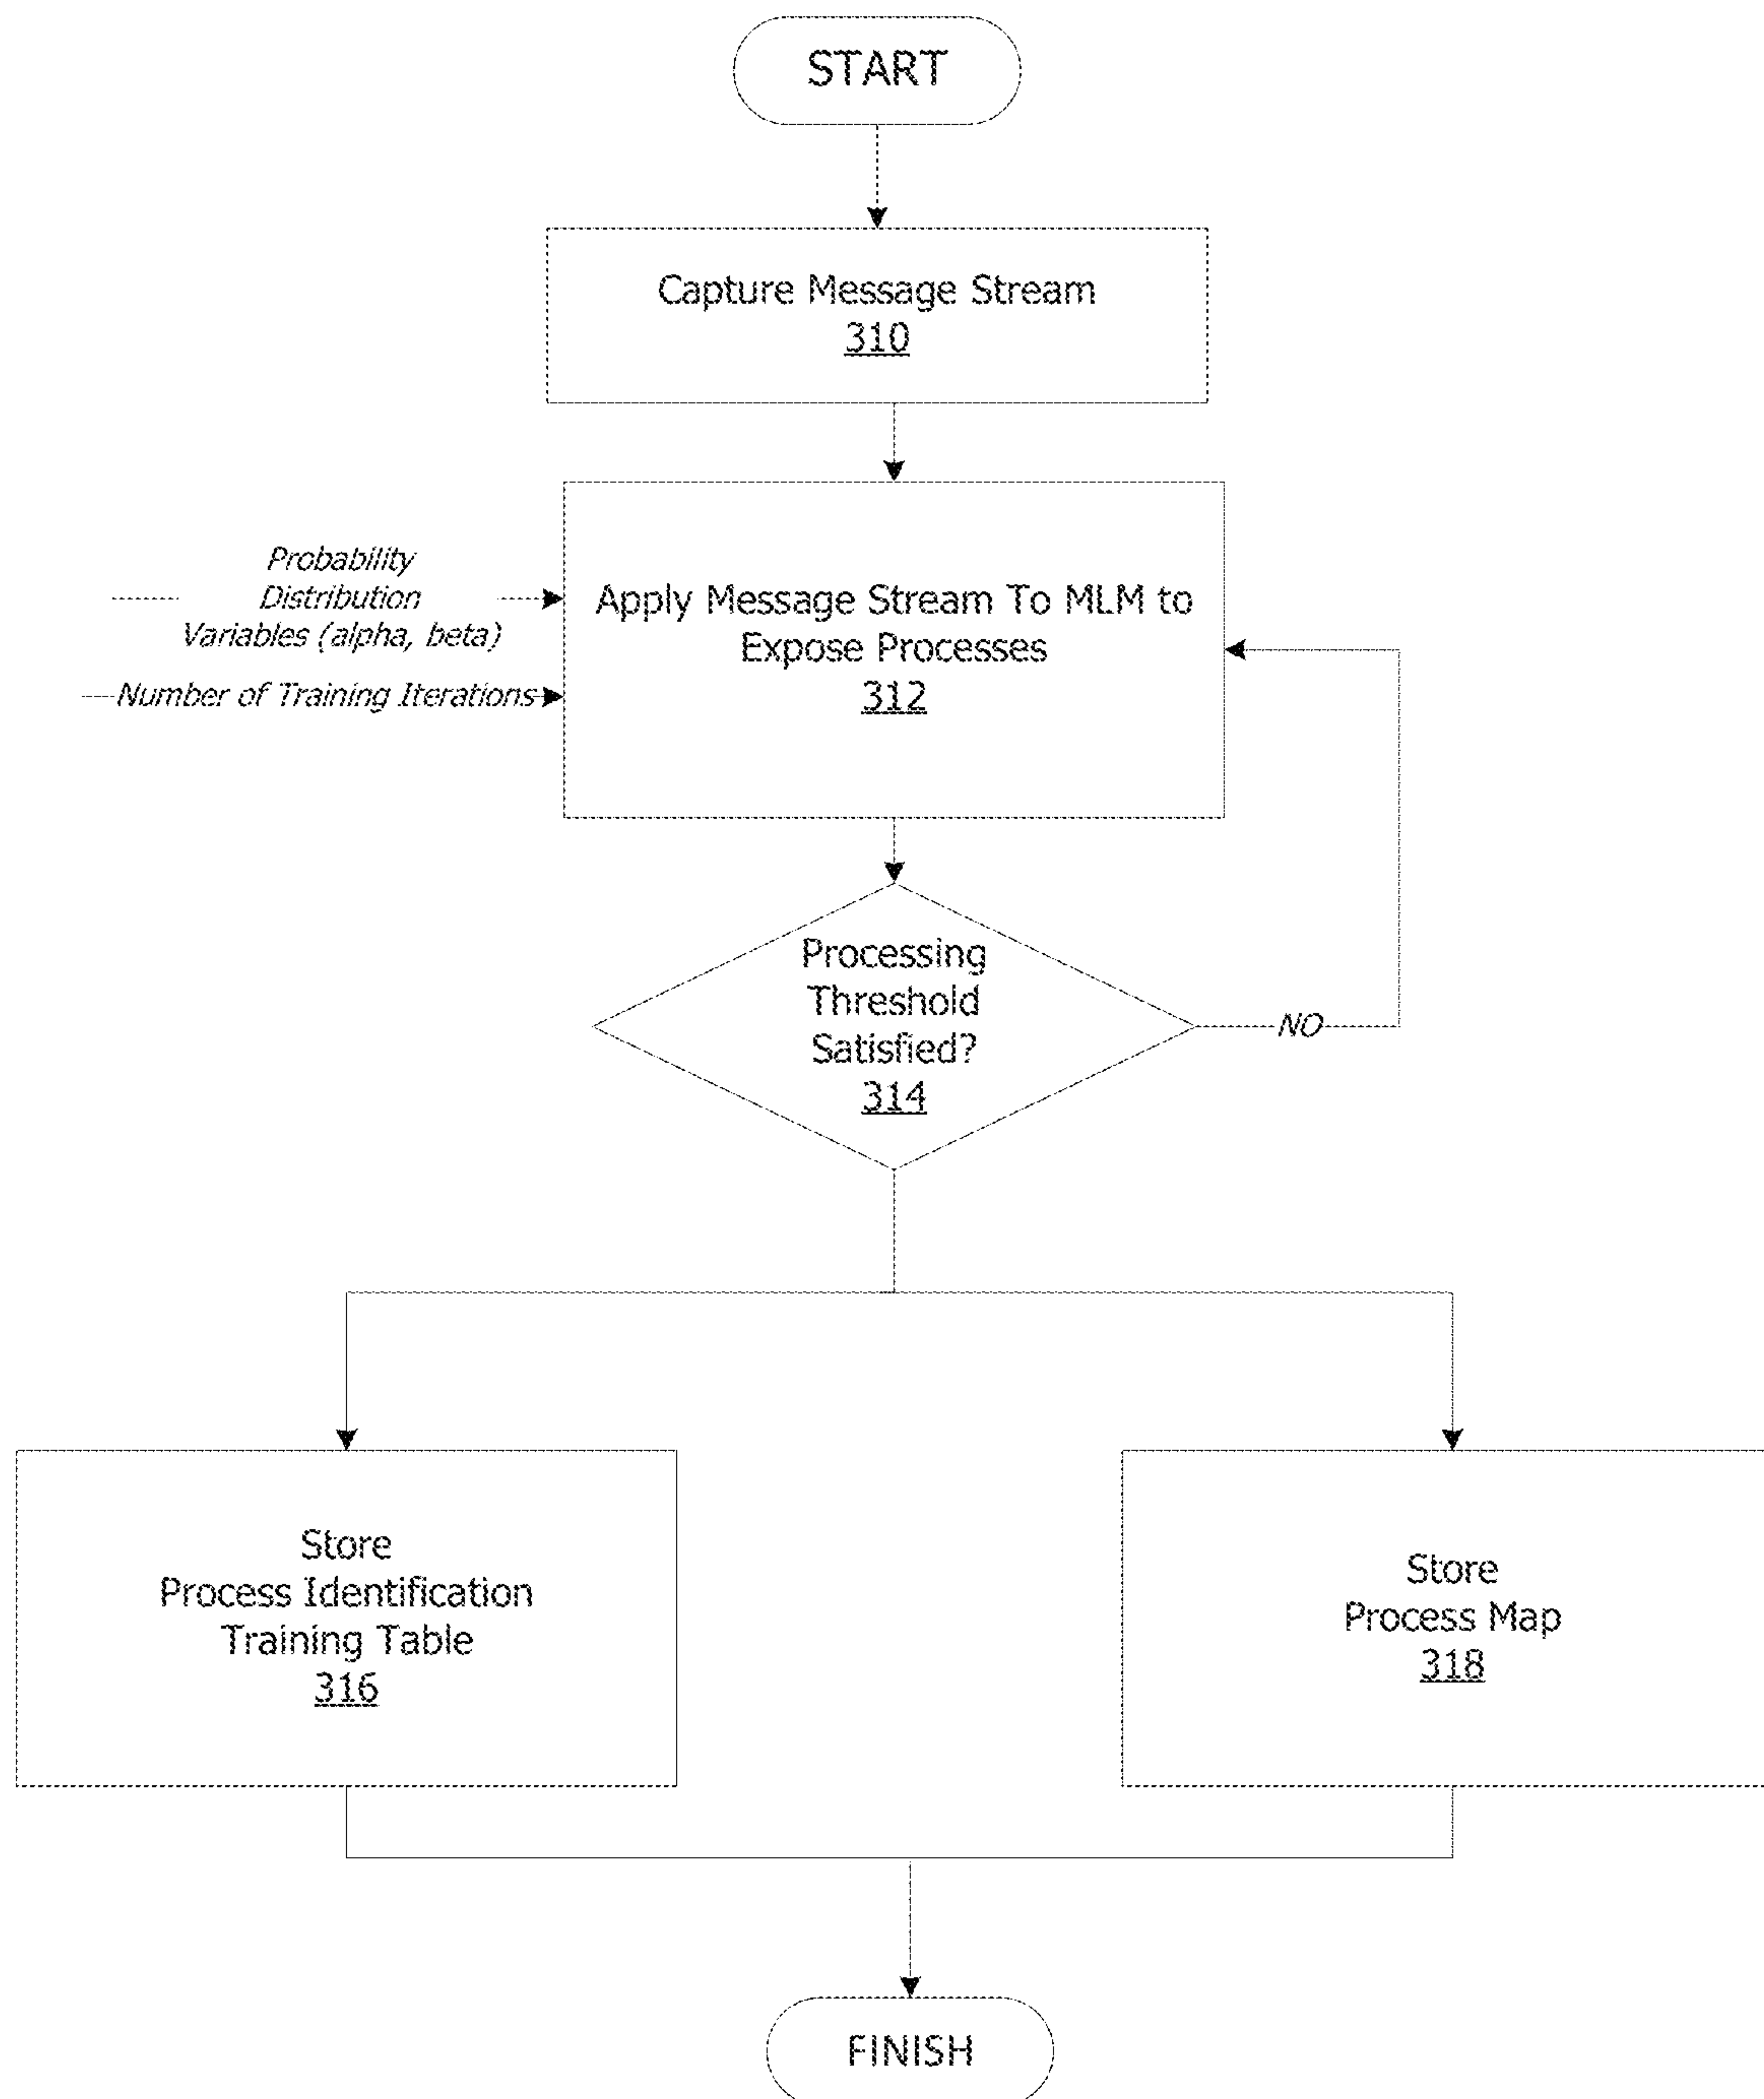 START
Capture Message Stream
310
Probability
Distribution
Variables (alpha, beta)
Number of Training Iterations
Apply Message Stream To MLM to
Expose Processes
312
Processing
Threshold
Satisfied?
314
NO
Store
Process Identification
Training Table
316
Store
Process Map
318
FINISH